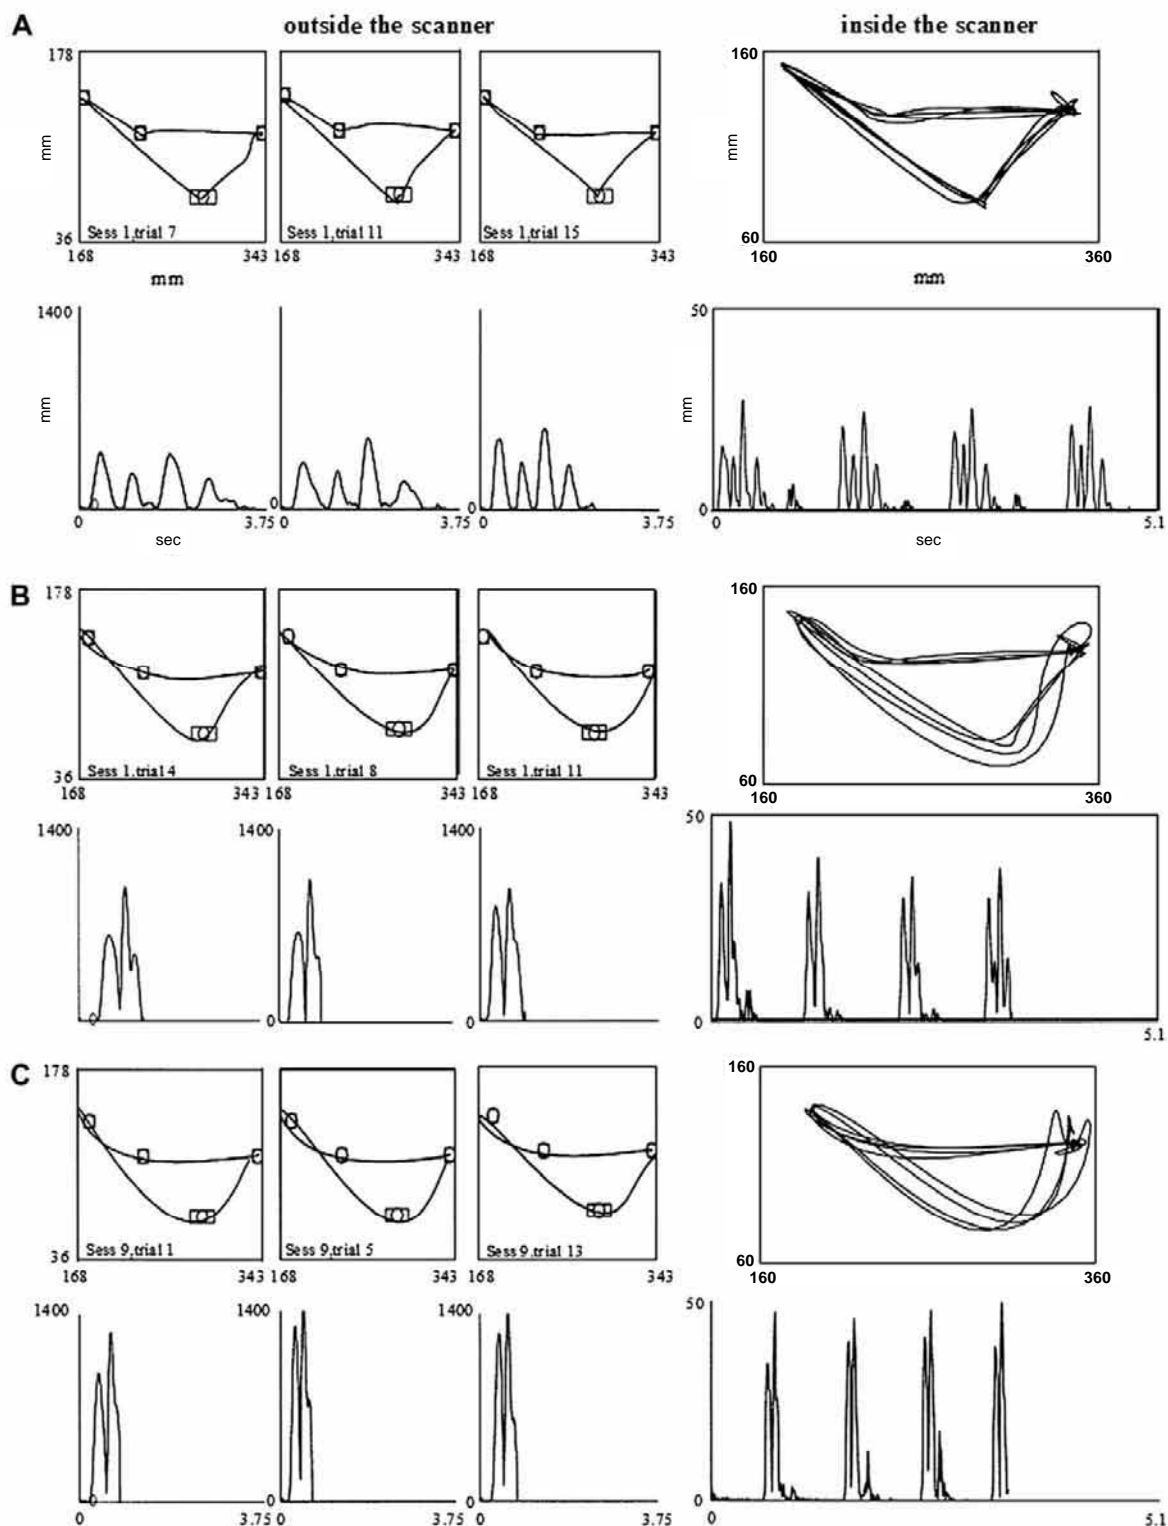 A outside the scanner inside the scanner
178 160
mm mm
Sess 1,trial 7 Sess 1,trial 11 Sess 1,trial 15
36 60
168 343 168 343 168 343 160 360
mm mm
1400 50
mm mm
0 0 0
0 3.75 0 3.75 0 3.75 0 5.1
sec sec
B 178 160
Sess 1,trial 4 Sess 1,trial 8 Sess 1,trial 11
36 60
168 343 168 343 168 343 160 360
1400 1400 1400 50
0 0 0
5.1
C 178 160
Sess 9,trial 1 Sess 9,trial 5 Sess 9,trial 13
36 60
168 343 168 343 168 343 160 360
1400 1400 1400 50
0 0 0
0 3.75 0 3.75 0 3.75 0 5.1